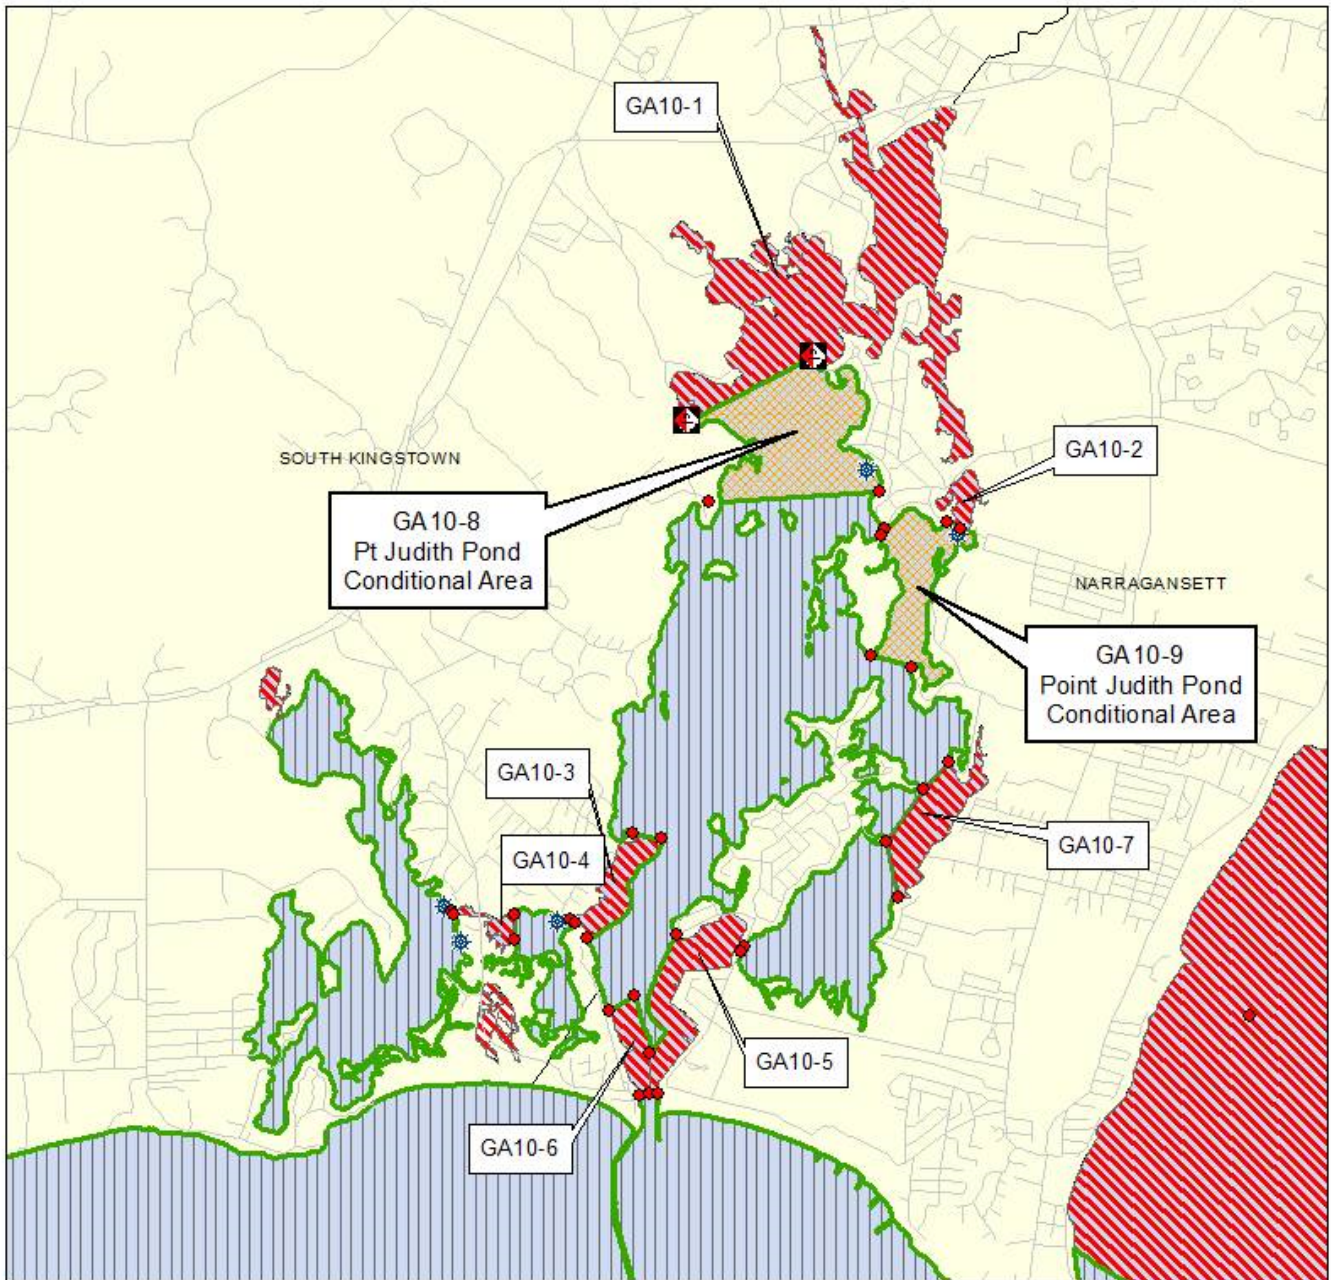 GA10-1
GA10-2
SOUTH KINGSTOWN
GA10-8
Pt Judith Pond
Conditional Area
NARRAGANSETT
GA10-9
Point Judith Pond
Conditional Area
GA10-3
GA10-4
GA10-7
GA10-5
GA10-6